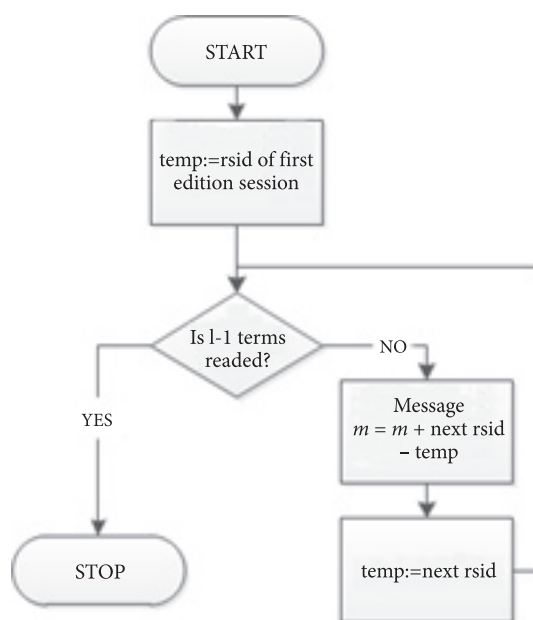 START
temp:=rsid of first
edition session
Is l-1 terms
readed?
NO
YES
Message
m = m + next rsid
– temp
temp:=next rsid
STOP